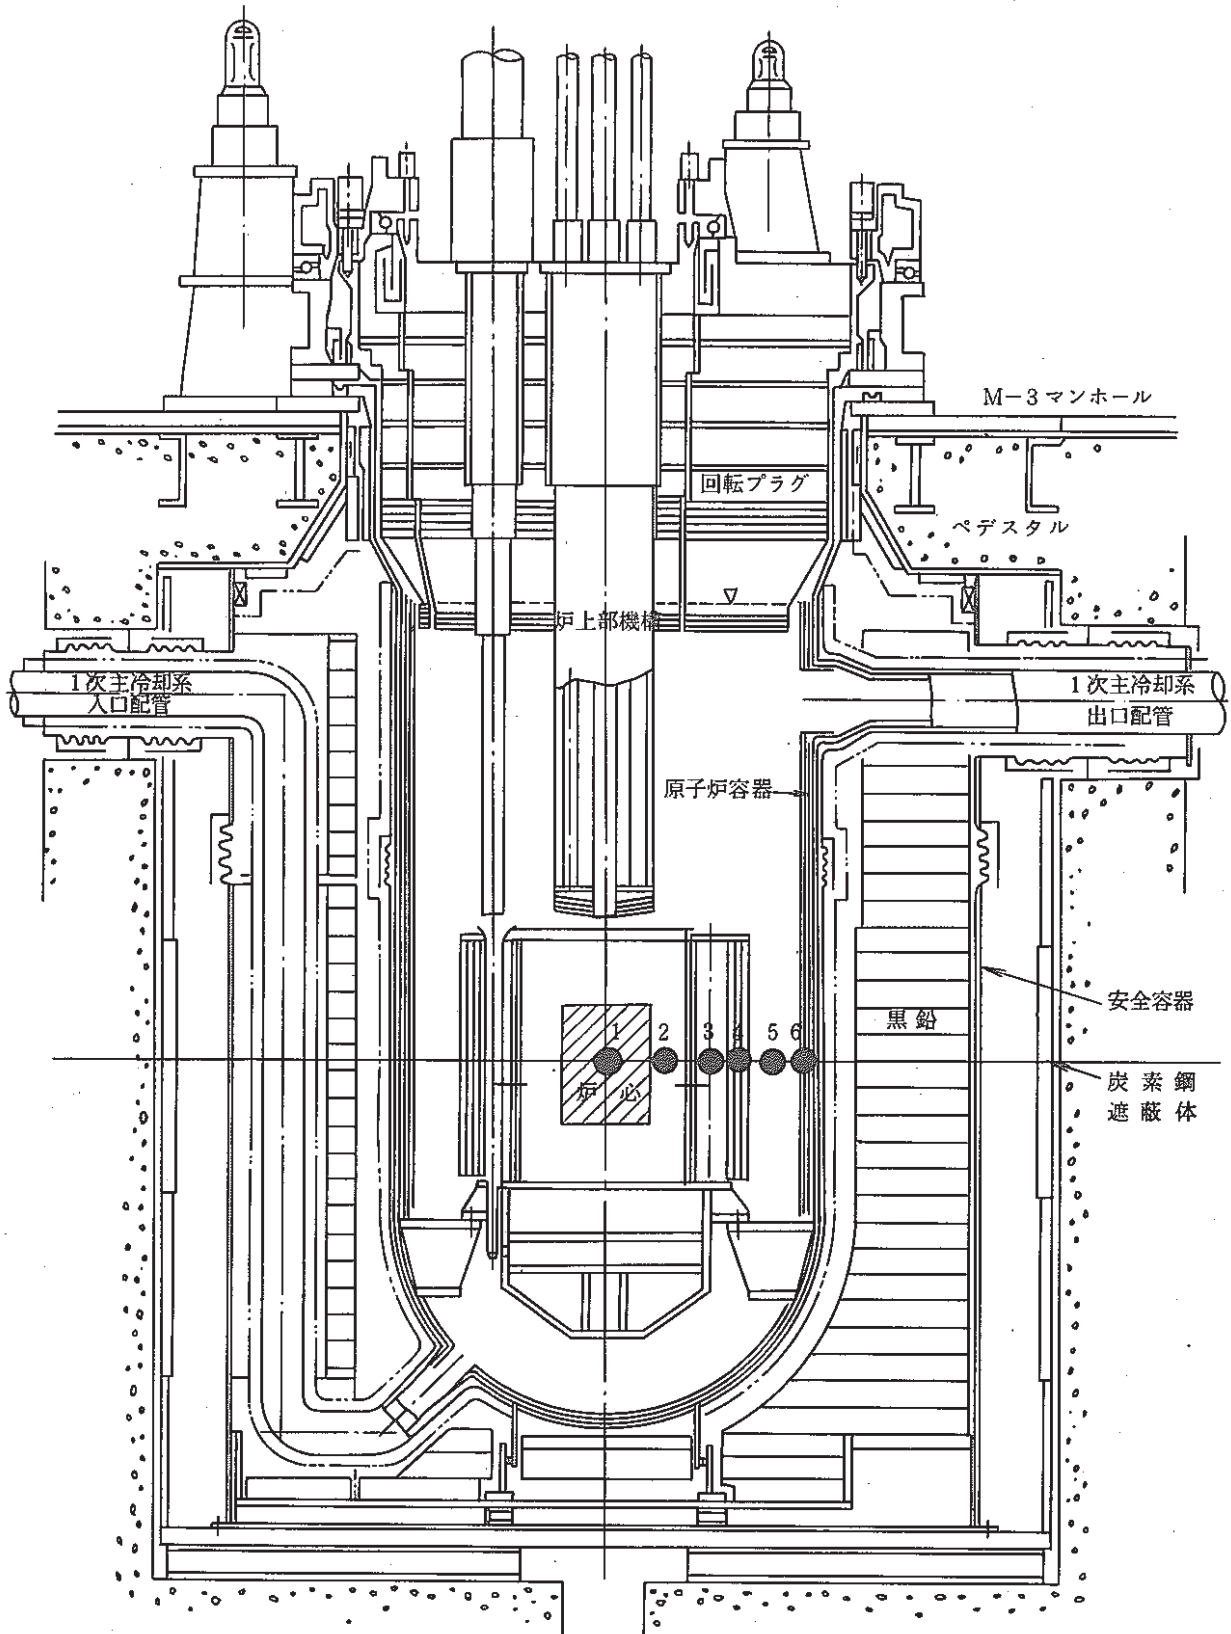 M-3マンホール
回転プラグ
ペデスタル
炉上部機構
1次主冷却系
入口配管
1次主冷却系
出口配管
原子炉容器
安全容器
黒鉛
1 2 3 4 5 6
炉心
炭素鋼
遮蔽体